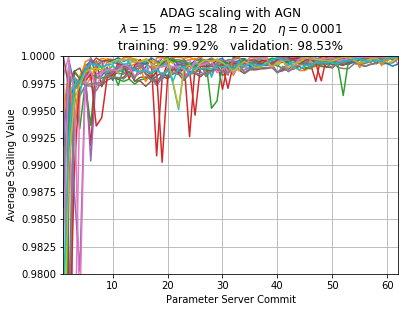 ADAG scaling with AGN
λ = 15 m = 128 n = 20 η = 0.0001
training: 99.92% validation: 98.53%
1.0000
0.9975
0.9950
0.9925
0.9900
0.9875
0.9850
0.9825
0.9800
Average Scaling Value
10 20 30 40 50 60
Parameter Server Commit